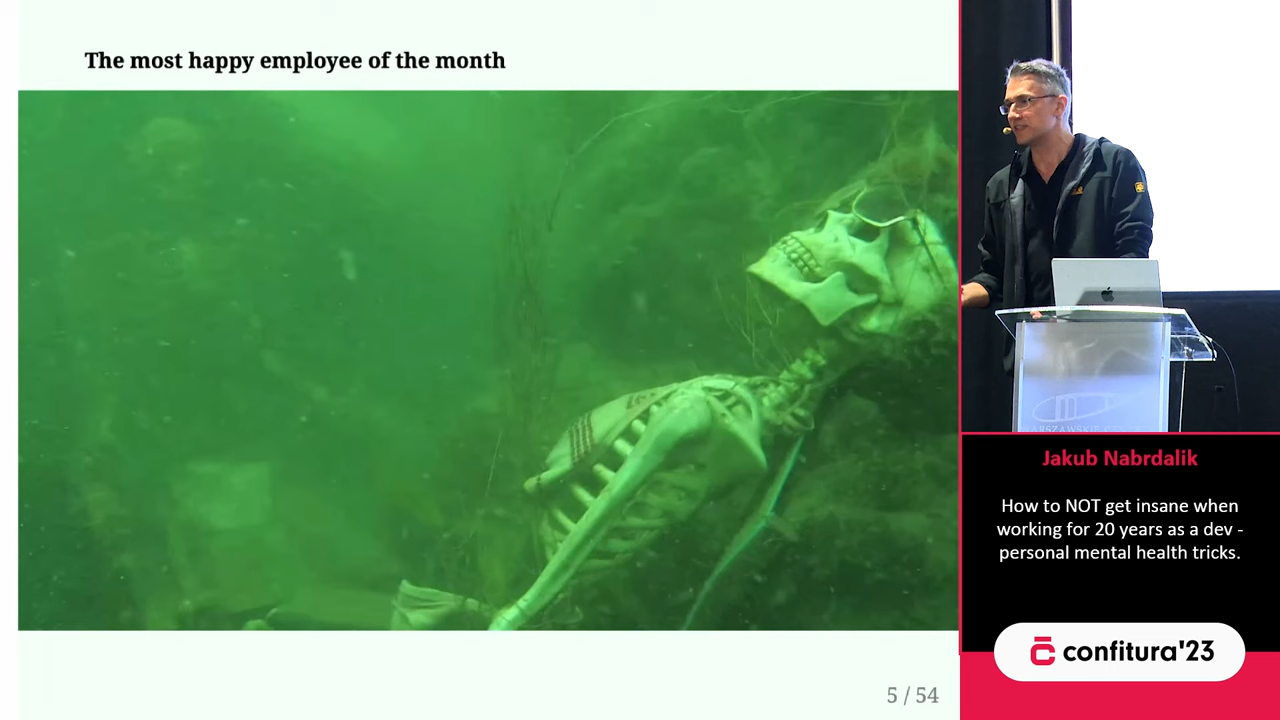 The most happy employee of the month
5 / 54
Jakub Nabrdalik
How to NOT get insane when
working for 20 years as a dev -
personal mental health tricks.
confitura'23